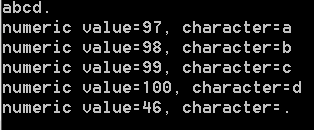 abcd.
numeric value=97, character=a
numeric value=98, character=b
numeric value=99, character=c
numeric value=100, character=d
numeric value=46, character=.